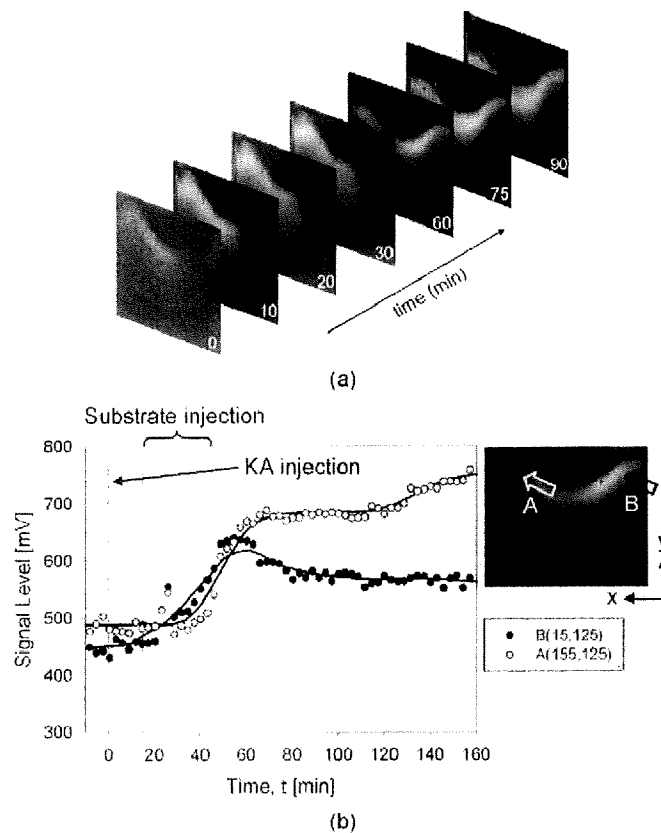 0
10
20
30
60
75
90
time (min)
(a)
Substrate injection
KA injection
Signal Level [mV]
800
700
600
500
400
300
0 20 40 60 80 100 120 140 160
Time, t [min]
A
B
X
B(15,125)
A(155,125)
(b)